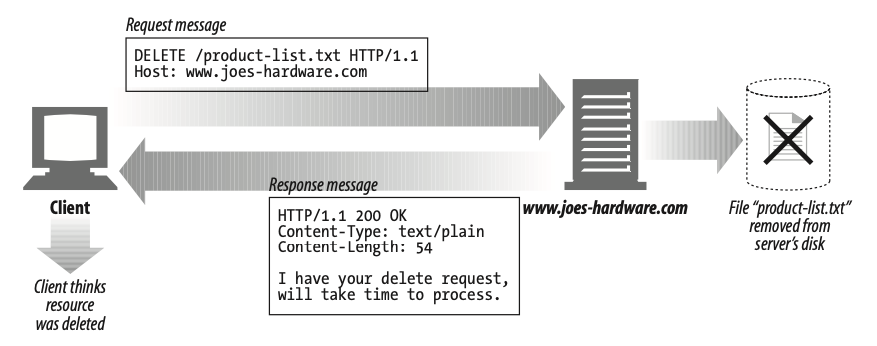 Request message
DELETE /product-list.txt HTTP/1.1
Host: www.joes-hardware.com
Client
Client thinks
resource
was deleted
Response message
HTTP/1.1 200 OK
Content-Type: text/plain
Content-Length: 54
I have your delete request,
will take time to process.
www.joes-hardware.com
File “product-list.txt”
removed from
server’s disk